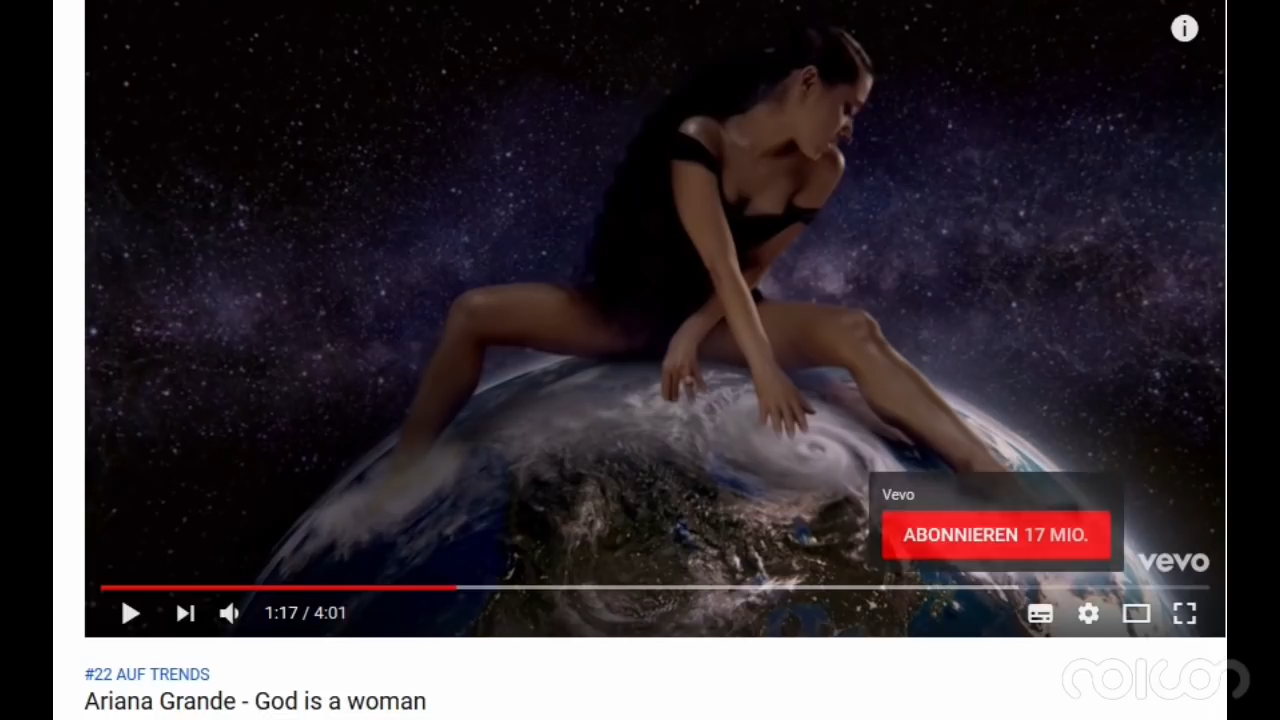 Vevo
ABONNIEREN 17 MIO.
vevo
1:17 / 4:01
#22 AUF TRENDS
Ariana Grande - God is a woman